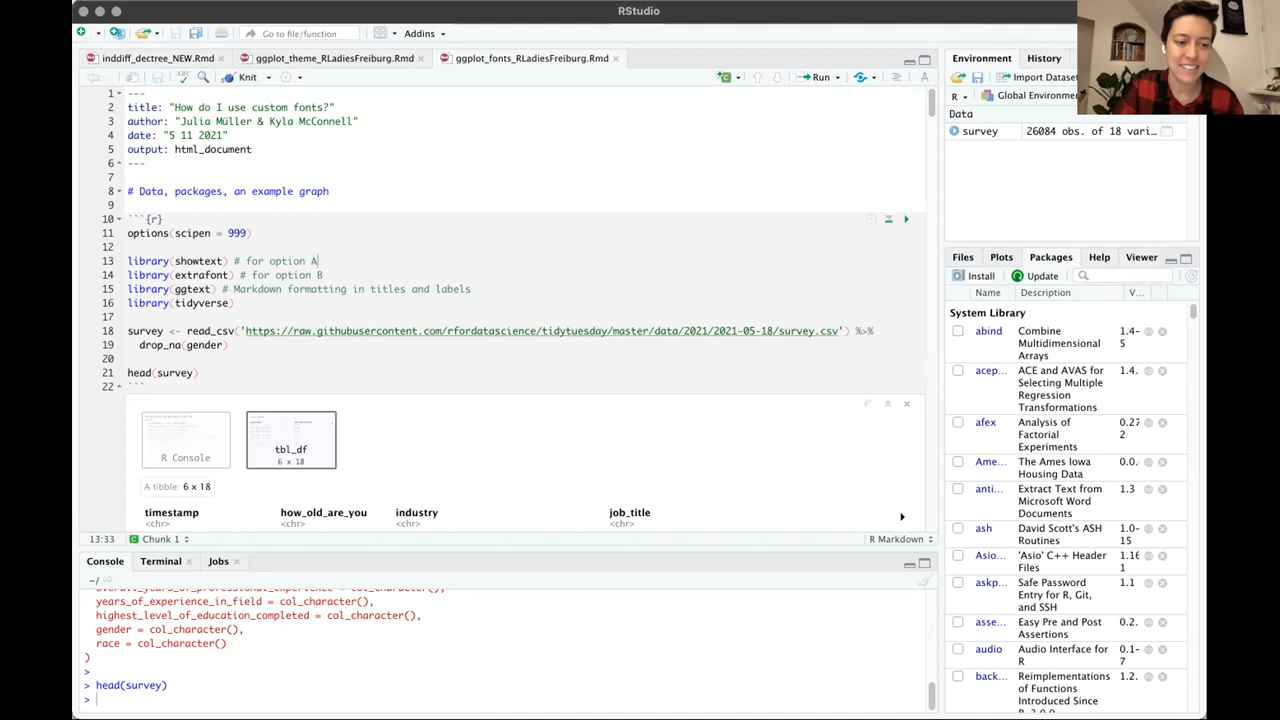 RStudio
Go to file/function
Addins
inddiff_dectree_NEW.Rmd
ggplot_theme_RLadiesFreiburg.Rmd
ggplot_fonts_RLadiesFreiburg.Rmd
Knit
Run
1 ---
2 title: "How do I use custom fonts?"
3 author: "Julia Müller & Kyla McConnell"
4 date: "5 11 2021"
5 output: html_document
6 ---
7
8 # Data, packages, an example graph
9
10 ```{r}
11 options(scipen = 999)
12
13 library(showtext) # for option A
14 library(extrafont) # for option B
15 library(ggtext) # Markdown formatting in titles and labels
16 library(tidyverse)
17
18 survey <- read_csv('https://raw.githubusercontent.com/rfordatascience/tidytuesday/master/data/2021/2021-05-18/survey.csv') %>%
19 drop_na(gender)
20
21 head(survey)
22 ```
R Console
tbl_df
6 x 18
A tibble: 6 x 18
timestamp how_old_are_you industry job_title
<chr> <chr> <chr> <chr>
13:33 Chunk 1 R Markdown
Console Terminal Jobs
~/
overall_years_of_professional_experience = col_character(),
years_of_experience_in_field = col_character(),
highest_level_of_education_completed = col_character(),
gender = col_character(),
race = col_character()
)
>
> head(survey)
>
Environment History
Import Dataset
R Global Environme
Data
survey 26084 obs. of 18 vari…
Files Plots Packages Help Viewer
Install Update
Name Description V…
System Library
abind Combine Multidimensional Arrays 1.4-5
acep… ACE and AVAS for Selecting Multiple Regression Transformations 1.4.
afex Analysis of Factorial Experiments 0.272
Ame… The Ames Iowa Housing Data 0.0.
anti… Extract Text from Microsoft Word Documents 1.3
ash David Scott's ASH Routines 1.0-15
Asio… 'Asio' C++ Header Files 1.161
askp… Safe Password Entry for R, Git, and SSH 1.1
asse… Easy Pre and Post Assertions 0.2.
audio Audio Interface for R 0.1-7
back… Reimplementations of Functions Introduced Since 1.2.